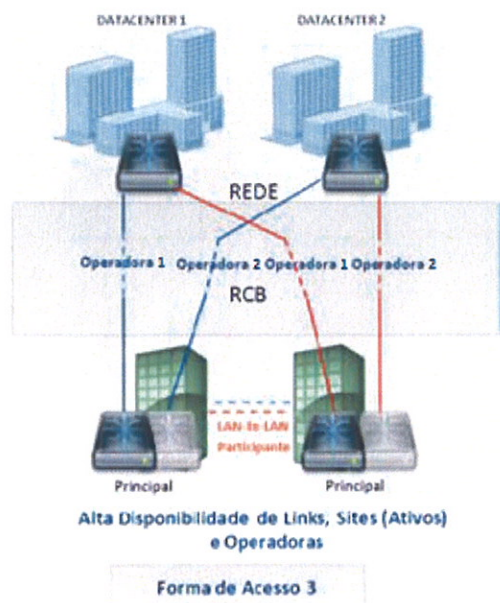 DATACENTER 1 DATACENTER 2
REDE
Operadora 1 Operadora 2 Operadora 1 Operadora 2
RCB
LAN-to-LAN
Participante
Principal Principal
Alta Disponibilidade de Links, Sites (Ativos)
e Operadoras
Forma de Acesso 3